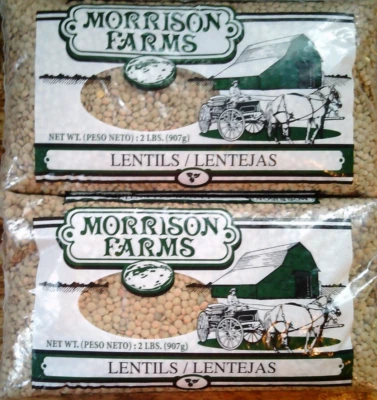 MORRISON
FARMS
NET WT. (PESO NETO) : 2 LBS. (907g)
LENTILS / LENTEJAS
MORRISON
FARMS
NET WT. (PESO NETO) : 2 LBS. (907g)
LENTILS / LENTEJAS